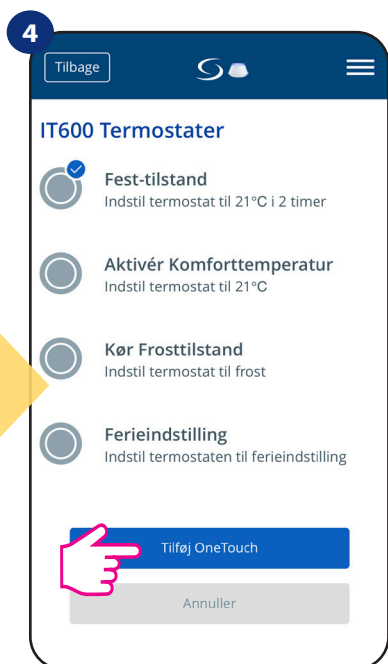 4
Tilbage
IT600 Termostater
Fest-tilstand
Indstil termostat til 21°C i 2 timer
Aktivér Komforttemperatur
Indstil termostat til 21°C
Kør Frosttilstand
Indstil termostat til frost
Ferieindstilling
Indstil termostaten til ferieindstilling
Tilføj OneTouch
Annuller